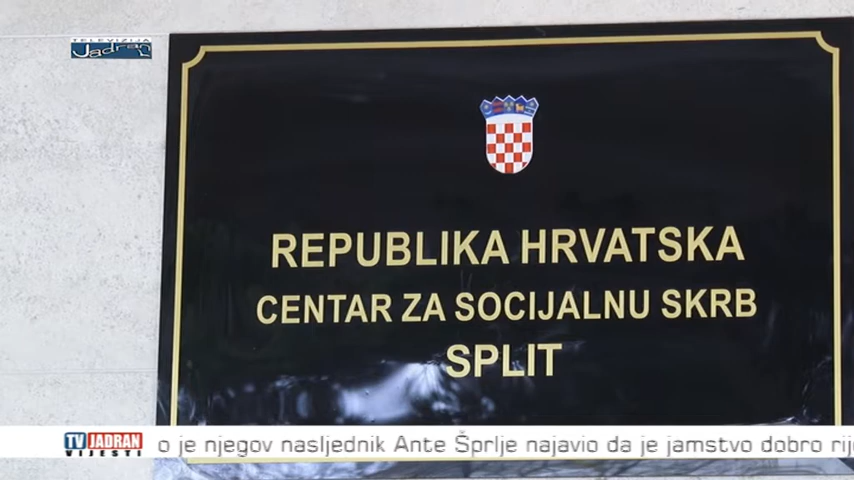 TELEVIZIJA
Jadran
REPUBLIKA HRVATSKA
CENTAR ZA SOCIJALNU SKRB
SPLIT
TV JADRAN
VIJESTI
o je njegov nasljednik Ante Šprlje najavio da je jamstvo dobro rij